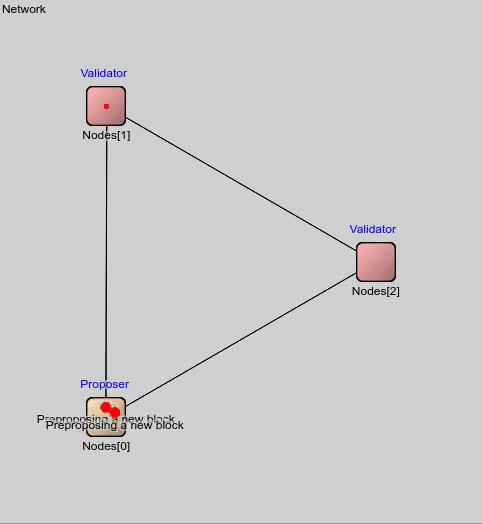 Network
Validator
Nodes[1]
Validator
Nodes[2]
Proposer
Preproposing a new block
Preproposing a new block
Nodes[0]